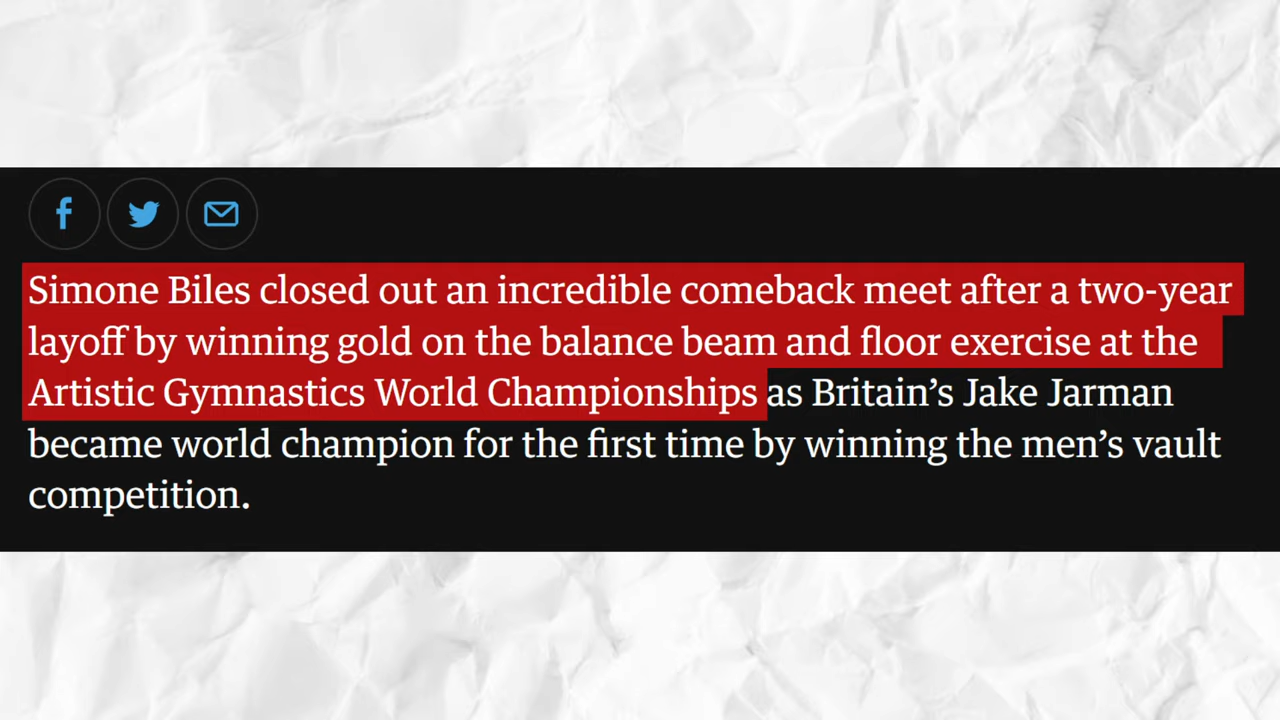 Simone Biles closed out an incredible comeback meet after a two-year
layoff by winning gold on the balance beam and floor exercise at the
Artistic Gymnastics World Championships as Britain’s Jake Jarman
became world champion for the first time by winning the men’s vault
competition.